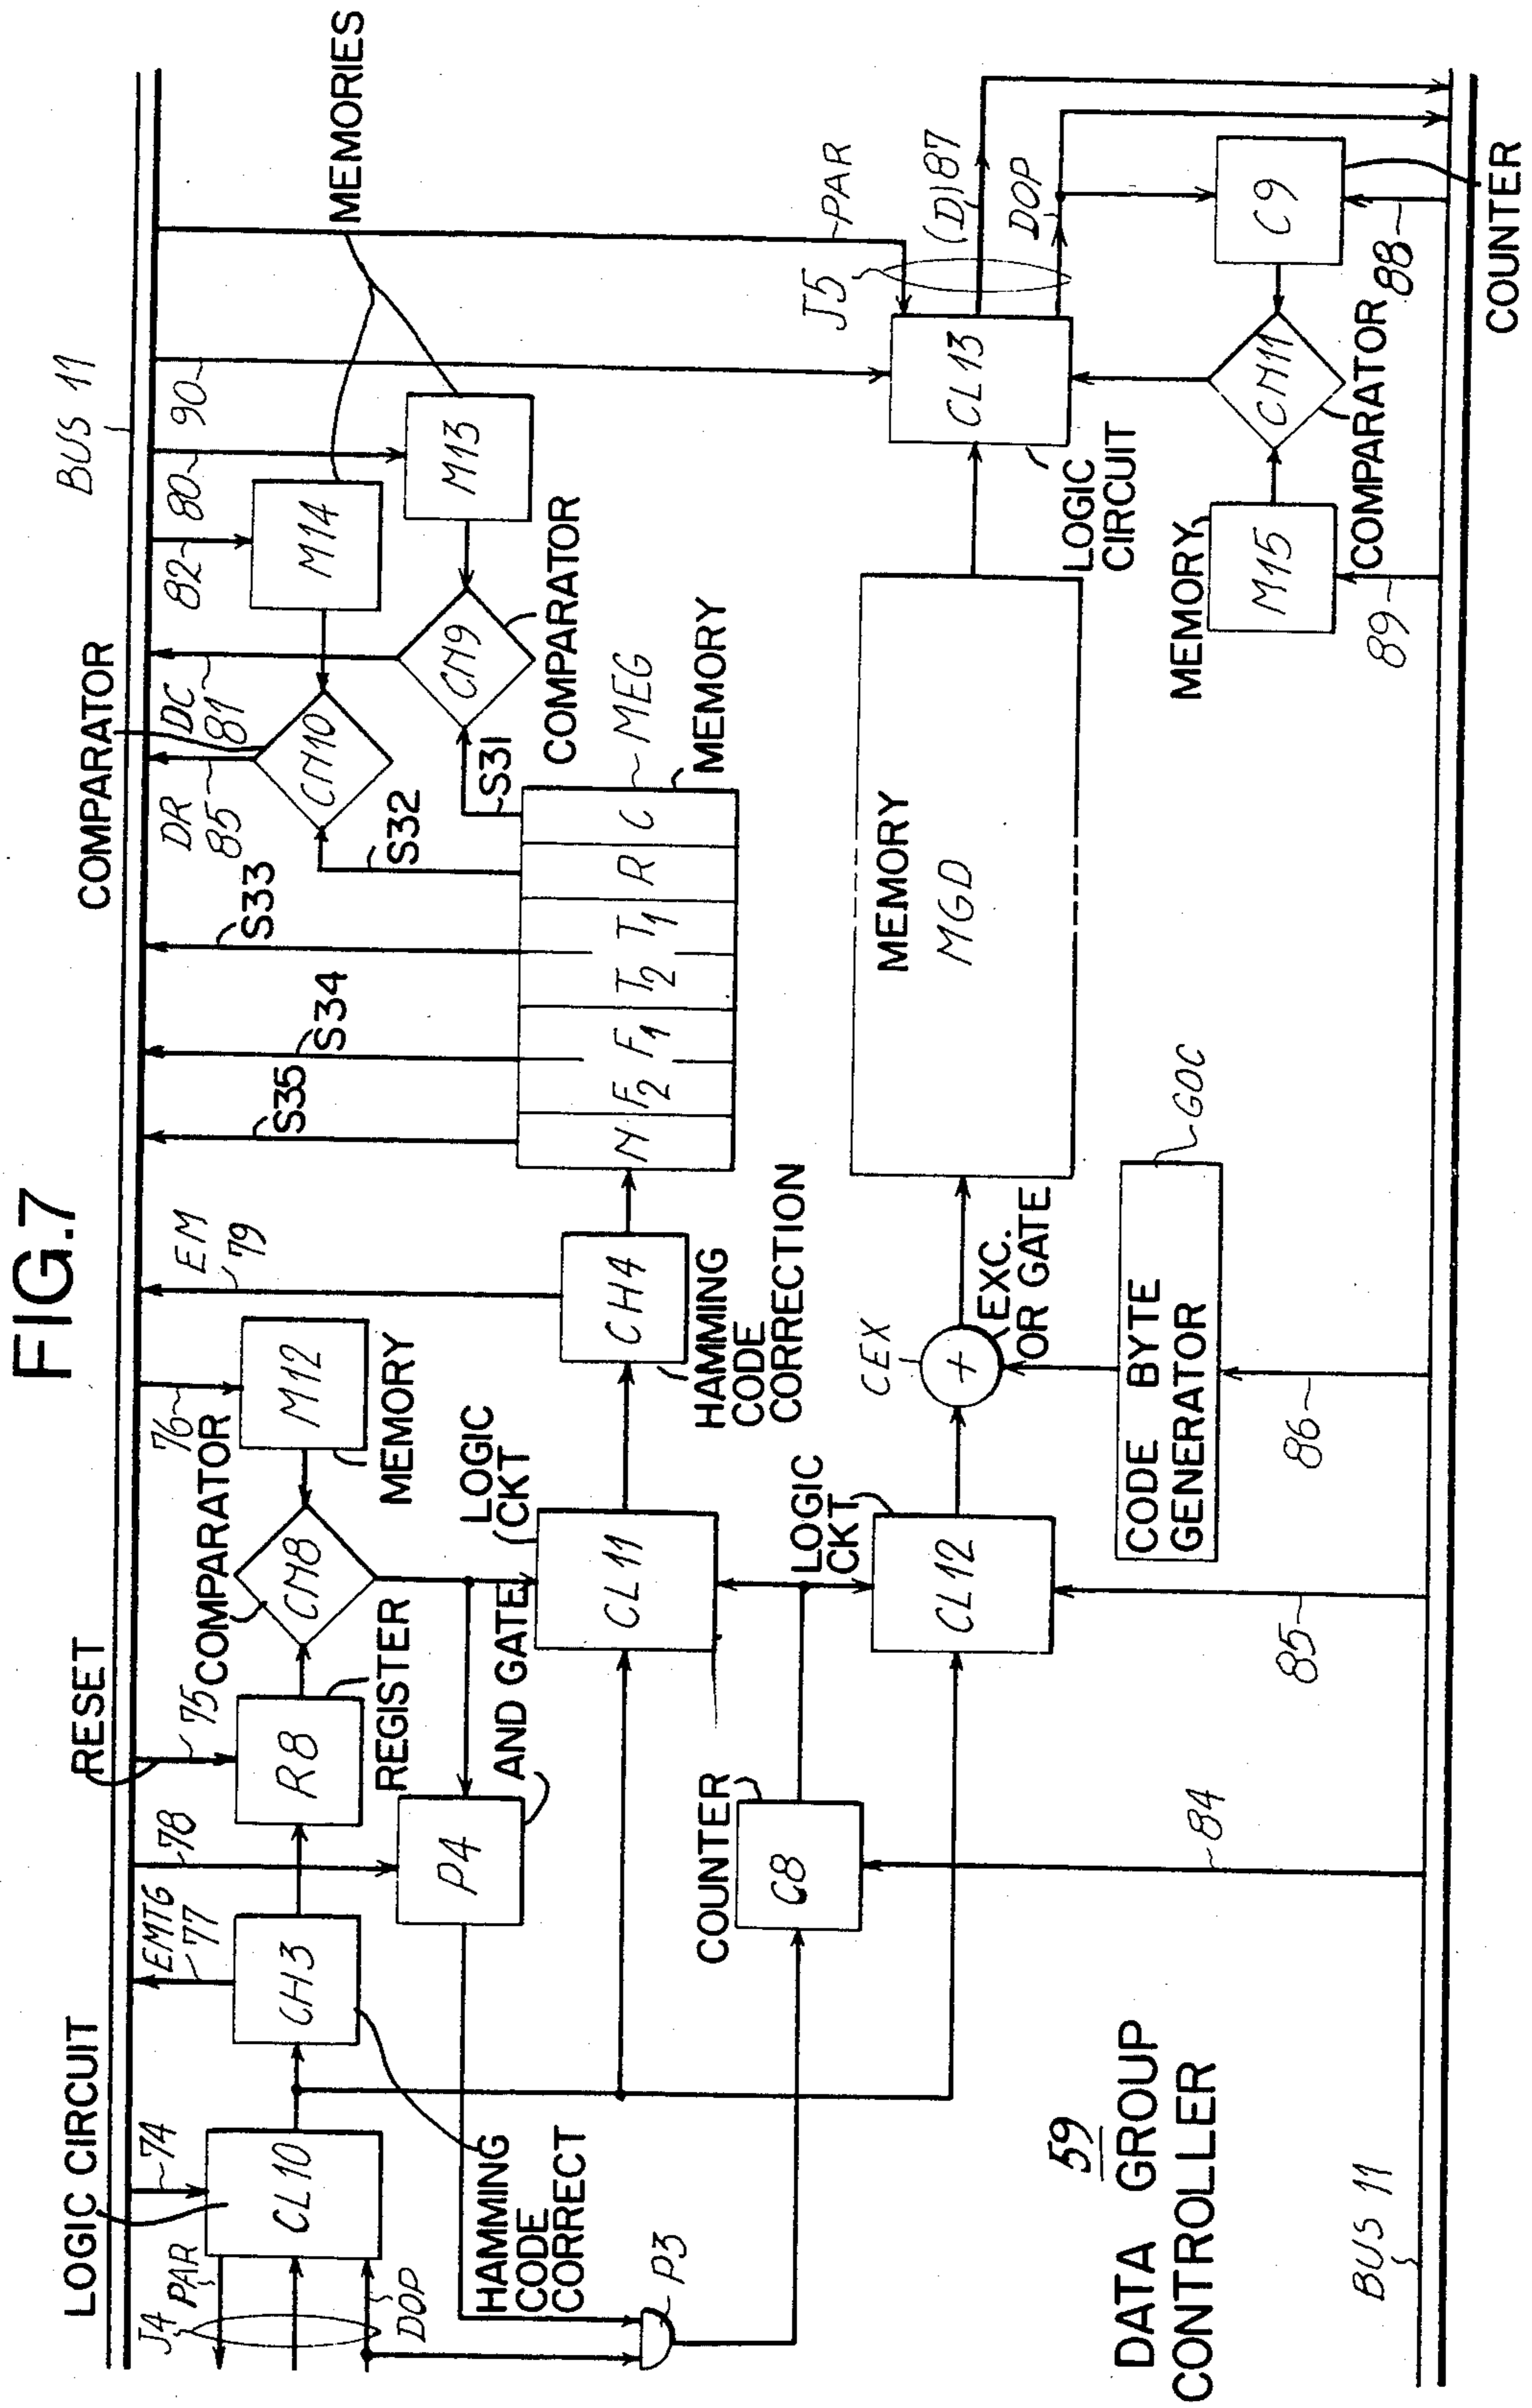 FIG.7
BUS 11
LOGIC CIRCUIT
RESET
COMPARATOR
MEMORIES
J4
PAR
DOP
74
CL10
EMTG
77
CH3
78
75
R8
REGISTER
COMPARATOR
CM8
76
M12
MEMORY
EM
79
S35
S34
S33
DR
85
DC
81
82
80
90
CM10
M14
M13
CM9
COMPARATOR
S32
S31
HAMMING
CODE
CORRECT
P4
AND GATE
LOGIC
CKT
CL11
CH4
HAMMING
CODE
CORRECTION
M F2 F1 T2 T1 R C
MEG
MEMORY
P3
COUNTER
C8
LOGIC
CKT
CL12
CEX
+
EXC.
OR GATE
MEMORY
MGD
CL13
LOGIC
CIRCUIT
J5
PAR
(D)87
DOP
84
85
CODE BYTE
GENERATOR
GOC
86
MEMORY
M15
89
CM11
COMPARATOR
C9
88
COUNTER
59
DATA GROUP
CONTROLLER
BUS 11